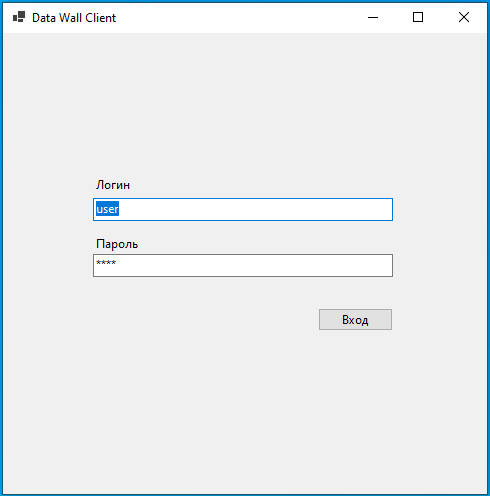 Data Wall Client
Логин
user
Пароль
****
Вход